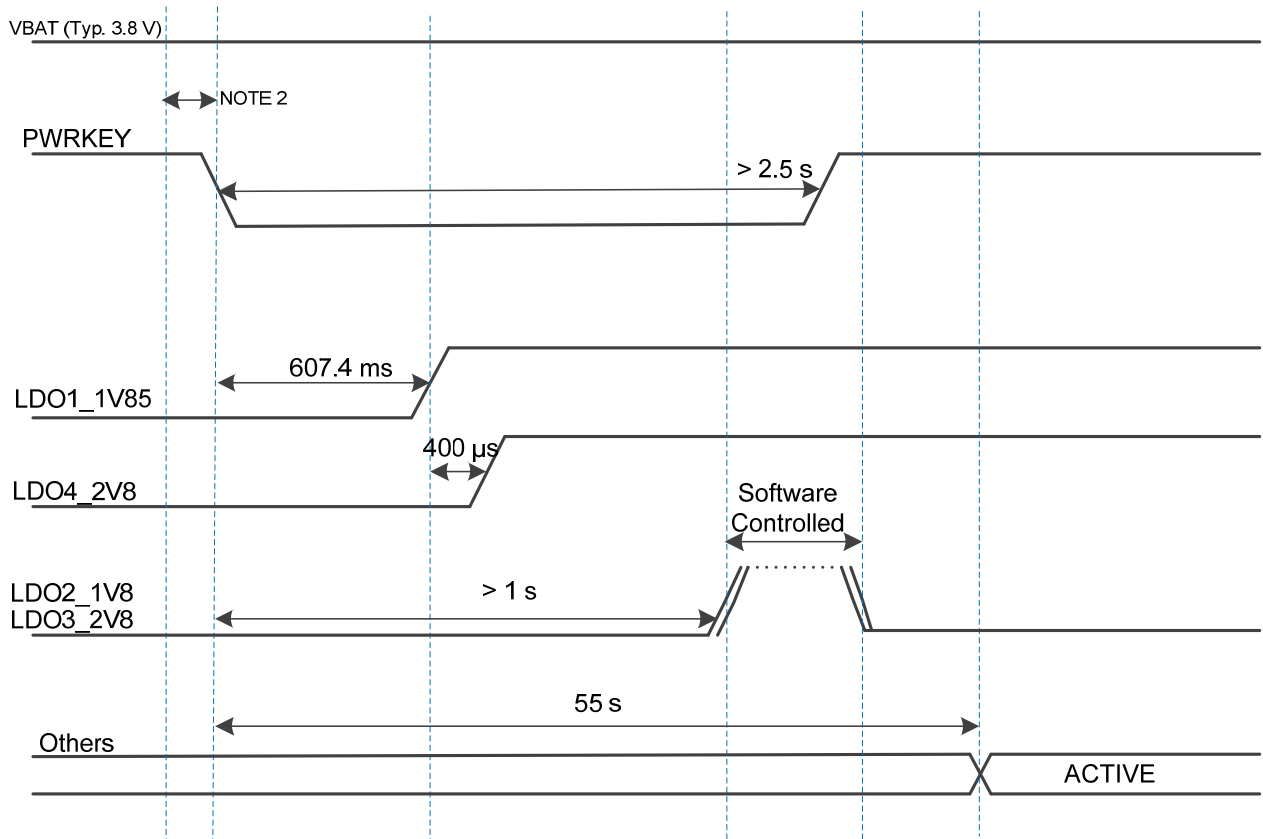 VBAT (Typ. 3.8 V)
NOTE 2
PWRKEY
> 2.5 s
607.4 ms
LDO1_1V85
400 µs
LDO4_2V8
Software
Controlled
LDO2_1V8
> 1 s
LDO3_2V8
55 s
Others
ACTIVE